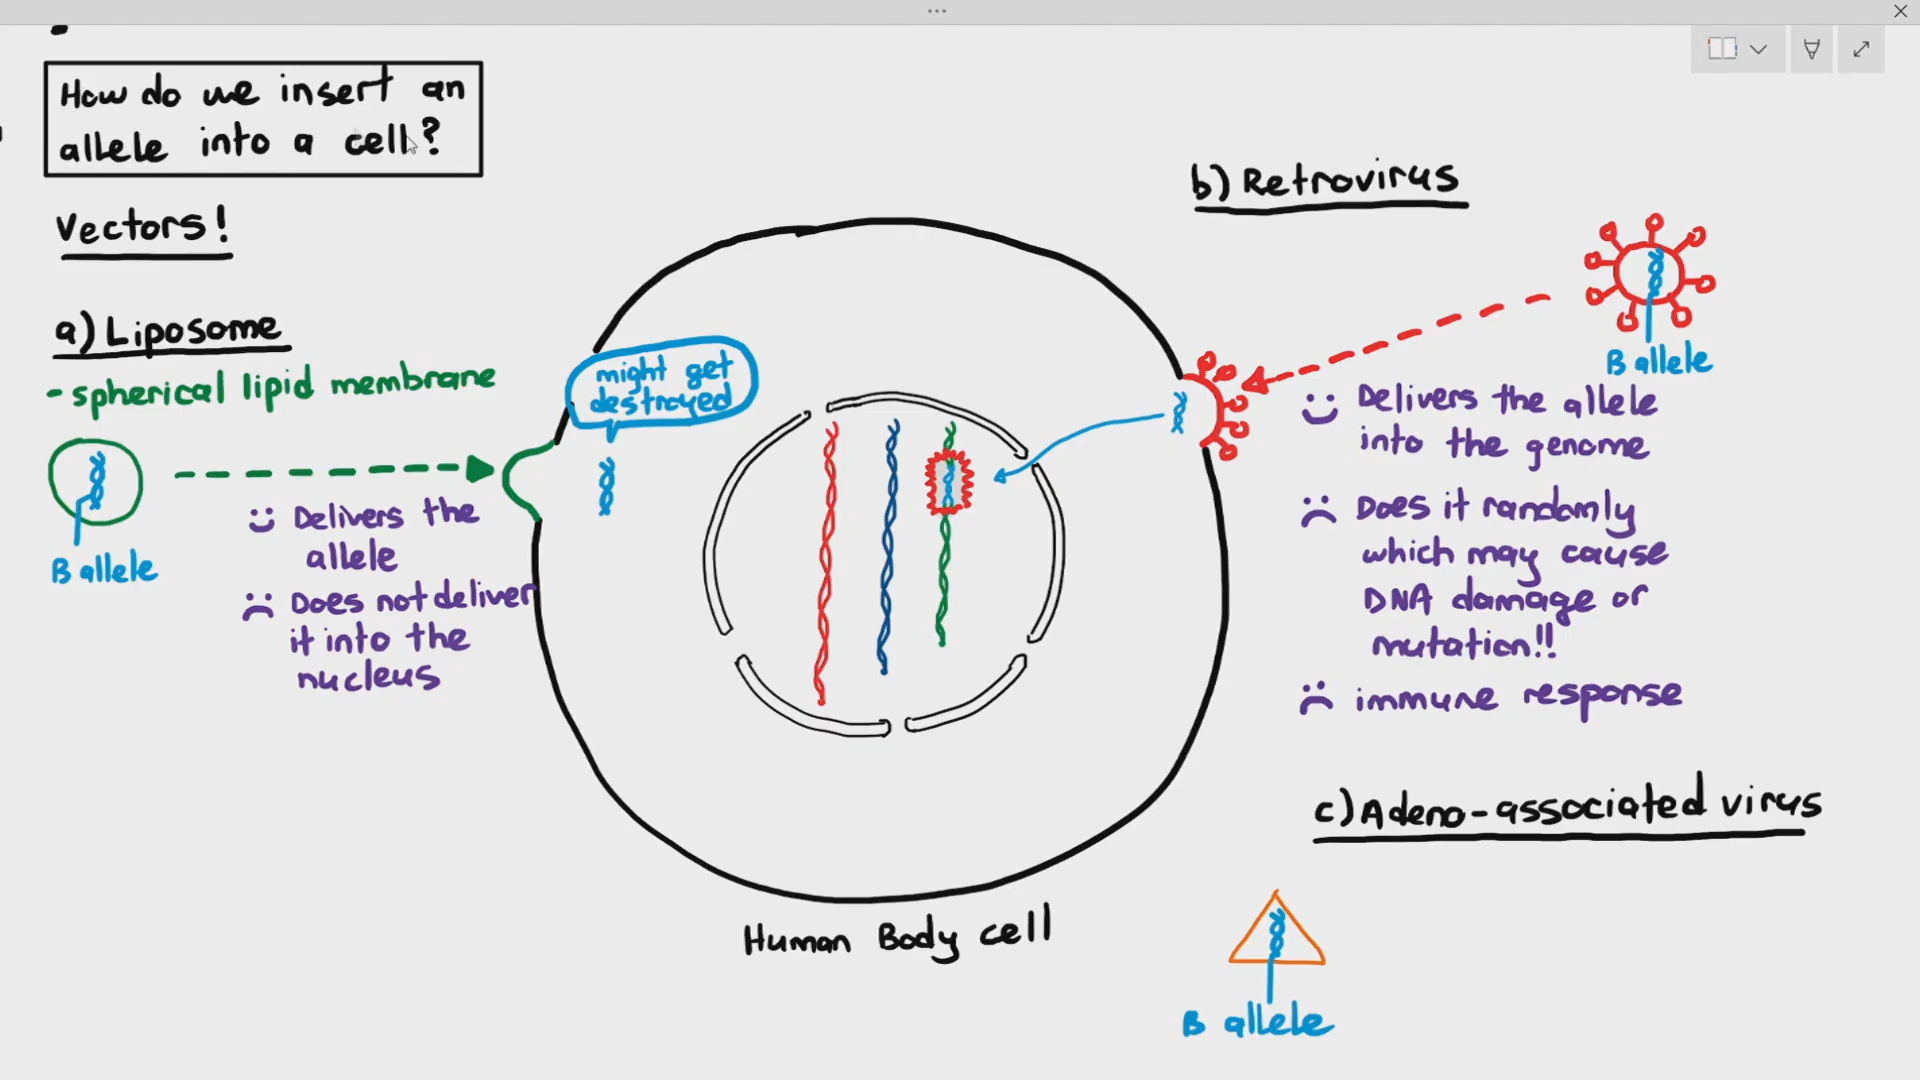 How do we insert an
allele into a cell?
Vectors!
a) Liposome
- spherical lipid membrane
B allele
Delivers the
allele
Does not deliver
it into the
nucleus
might get
destroyed
Human Body cell
b) Retrovirus
B allele
Delivers the allele
into the genome
Does it randomly
which may cause
DNA damage or
mutation!!
immune response
c) Adeno-associated virus
B allele